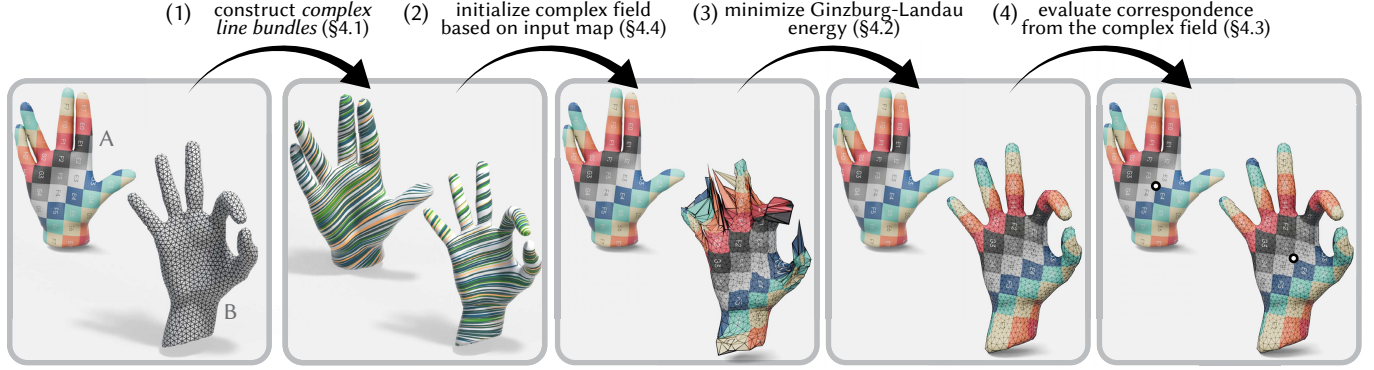 (1) construct complex
line bundles (§4.1)
(2) initialize complex field
based on input map (§4.4)
(3) minimize Ginzburg-Landau
energy (§4.2)
(4) evaluate correspondence
from the complex field (§4.3)
A
B